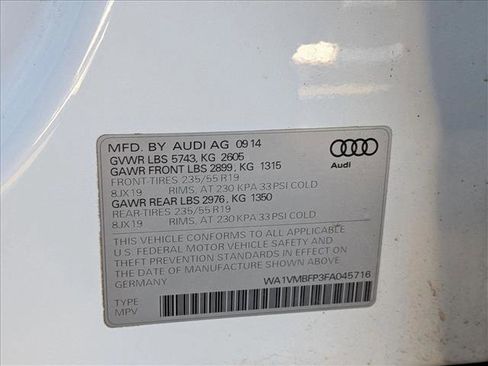 MFD. BY AUDI AG 09 14
GVWR LBS 5743, KG 2605
GAWR FRONT LBS 2899, KG 1315
FRONT-TIRES 235/55 R19
8JX19 RIMS, AT 230 KPA 33 PSI COLD
GAWR REAR LBS 2976, KG 1350
REAR-TIRES 235/55 R19
8JX19 RIMS, AT 230 KPA 33 PSI COLD
THIS VEHICLE CONFORMS TO ALL APPLICABLE
U.S. FEDERAL MOTOR VEHICLE SAFETY AND
THEFT PREVENTION STANDARDS IN EFFECT ON
THE DATE OF MANUFACTURE SHOWN ABOVE
GERMANY WA1VMBFP3FA045716
TYPE
MPV
Audi